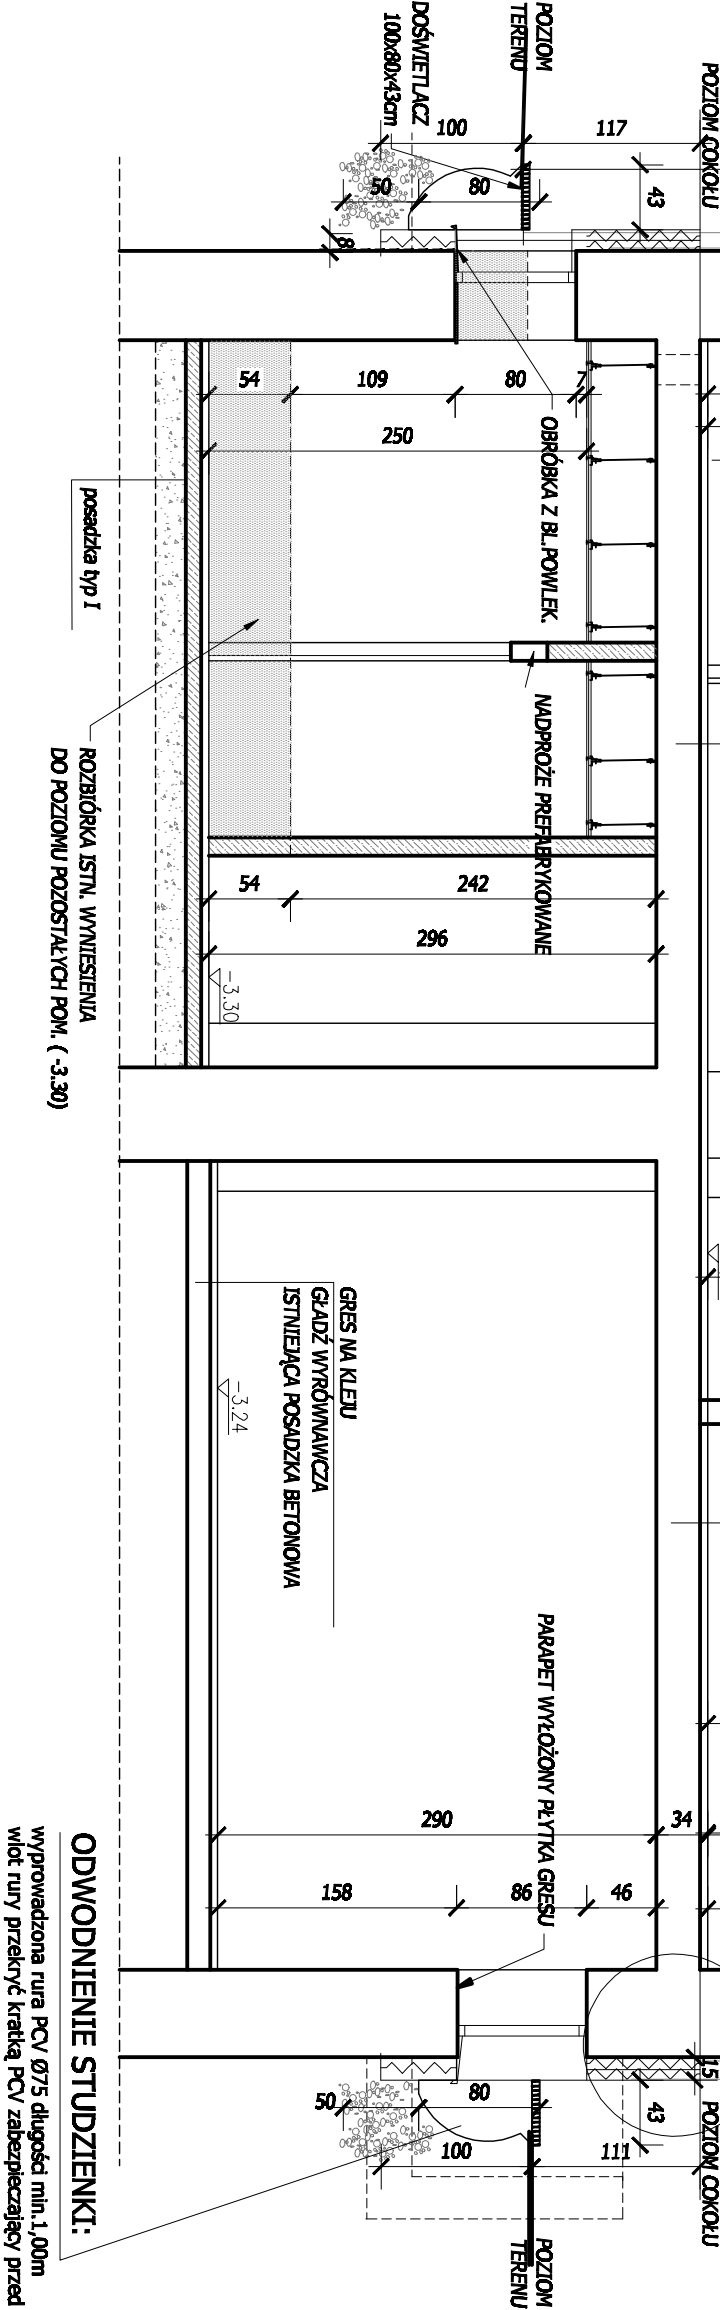 POZIOM
TERENU
DOŚWIETLACZ
100x80x43cm
POZIOM COKOŁU
100
117
50
80
43
8
54
109
80
7
250
OBRÓBKA Z BL.POWLEK.
posadzka typ I
NADPROŻE PREFABRYKOWANE
ROZBIÓRKA ISTN. WYNIESIENIA
DO POZIOMU POZOSTAŁYCH POM. ( -3.30)
54
242
296
-3.30
GRES NA KLEJU
GŁADŹ WYRÓWNAWCZA
ISTNIEJĄCA POSADZKA BETONOWA
-3.24
PARAPET WYŁOŻONY PŁYTKA GRESU
290
34
158
86
46
15
50
80
43
100
111
POZIOM COKOŁU
POZIOM
TERENU
ODWODNIENIE STUDZIENKI:
wyprowadzona rura PCV Ø75 długości min.1,00m
wlot rury przekryć kratką PCV zabezpieczający przed